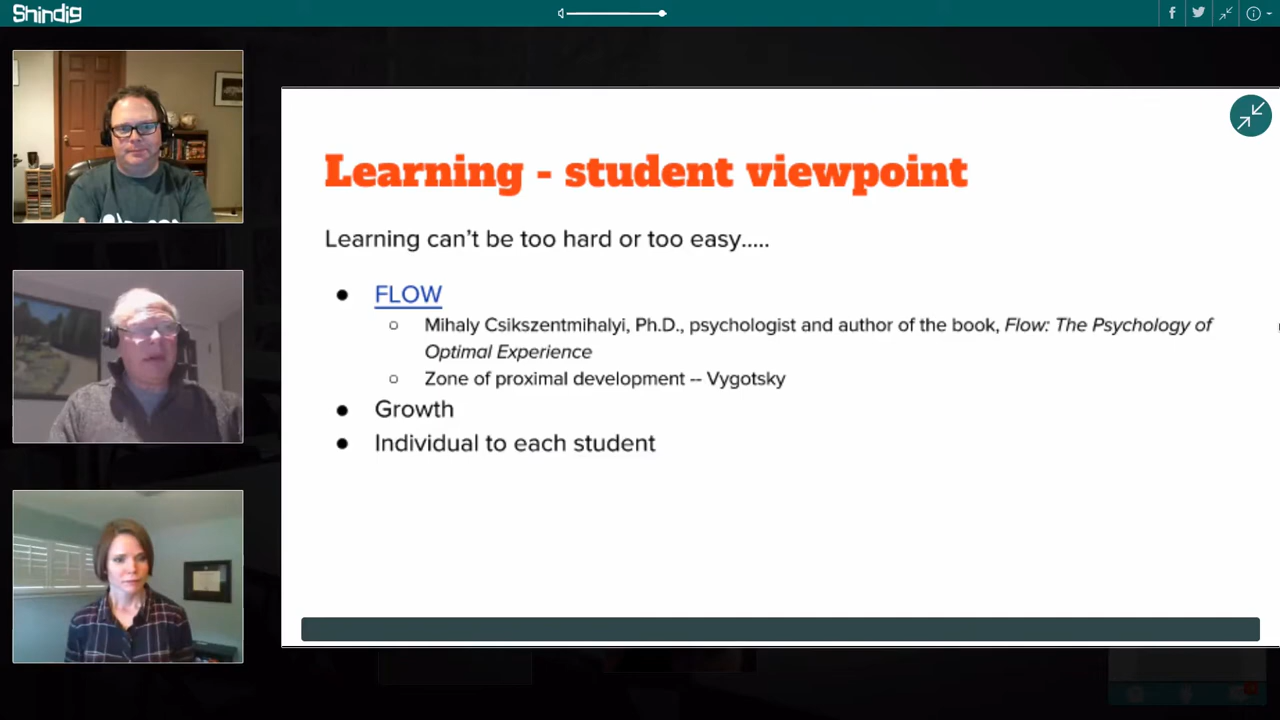 Shindig
Learning - student viewpoint
Learning can't be too hard or too easy.....
● FLOW
○ Mihaly Csikszentmihalyi, Ph.D., psychologist and author of the book, Flow: The Psychology of
Optimal Experience
○ Zone of proximal development -- Vygotsky
● Growth
● Individual to each student